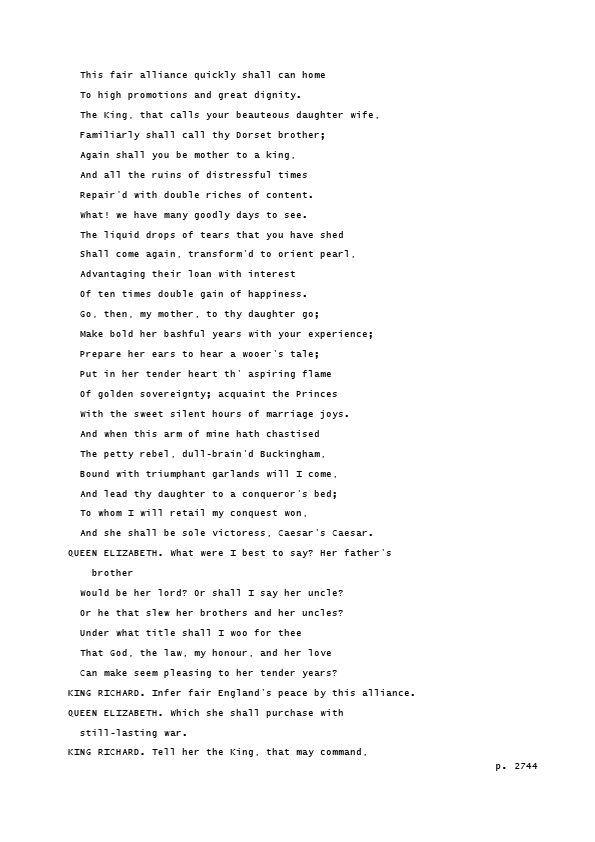 This fair alliance quickly shall can home
To high promotions and great dignity.
The King, that calls your beauteous daughter wife,
Familiarly shall call thy Dorset brother;
Again shall you be mother to a king,
And all the ruins of distressful times
Repair'd with double riches of content.
What! we have many goodly days to see.
The liquid drops of tears that you have shed
Shall come again, transform'd to orient pearl,
Advantaging their loan with interest
Of ten times double gain of happiness.
Go, then, my mother, to thy daughter go;
Make bold her bashful years with your experience;
Prepare her ears to hear a wooer's tale;
Put in her tender heart th' aspiring flame
Of golden sovereignty; acquaint the Princes
With the sweet silent hours of marriage joys.
And when this arm of mine hath chastised
The petty rebel, dull-brain'd Buckingham,
Bound with triumphant garlands will I come,
And lead thy daughter to a conqueror's bed;
To whom I will retail my conquest won,
And she shall be sole victoress, Caesar's Caesar.
QUEEN ELIZABETH. What were I best to say? Her father's
brother
Would be her lord? Or shall I say her uncle?
Or he that slew her brothers and her uncles?
Under what title shall I woo for thee
That God, the law, my honour, and her love
Can make seem pleasing to her tender years?
KING RICHARD. Infer fair England's peace by this alliance.
QUEEN ELIZABETH. Which she shall purchase with
still-lasting war.
KING RICHARD. Tell her the King, that may command,
p. 2744